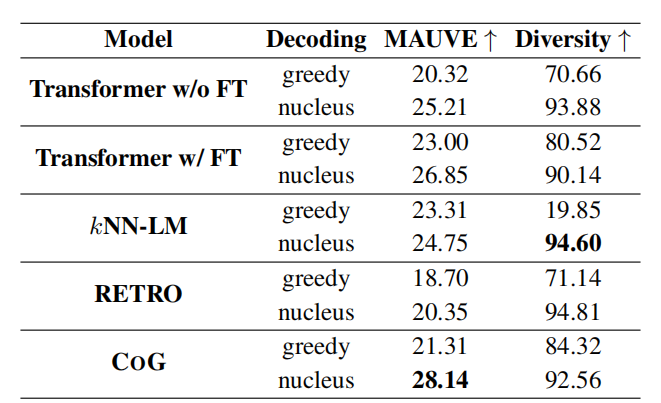 Model Decoding MAUVE ↑ Diversity ↑
Transformer w/o FT greedy 20.32 70.66
nucleus 25.21 93.88
Transformer w/ FT greedy 23.00 80.52
nucleus 26.85 90.14
kNN-LM greedy 23.31 19.85
nucleus 24.75 94.60
RETRO greedy 18.70 71.14
nucleus 20.35 94.81
COG greedy 21.31 84.32
nucleus 28.14 92.56